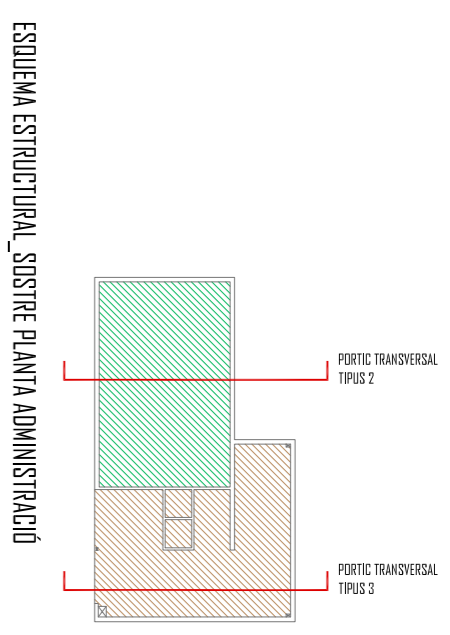 ESQUEMA ESTRUCTURAL_SOSTRE PLANTA ADMINISTRACIÓ
PORTIC TRANSVERSAL
TIPUS 2
PORTIC TRANSVERSAL
TIPUS 3